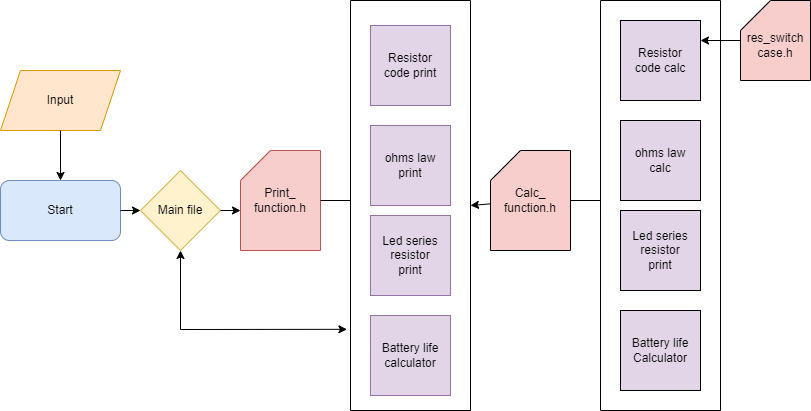 Input
Start
Main file
Print_
function.h
Resistor
code print
ohms law
print
Led series
resistor
print
Battery life
calculator
Calc_
function.h
Resistor
code calc
ohms law
calc
Led series
resistor
print
Battery life
Calculator
res_switch
case.h